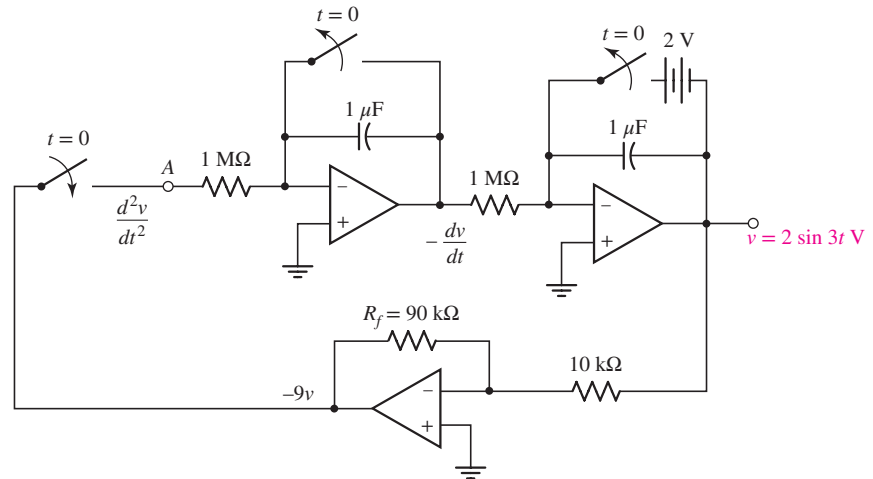 t = 0
t = 0
2 V
1 μF
1 μF
t = 0
A
1 MΩ
1 MΩ
d²v
dt²
−
+
− dv
dt
−
+
v = 2 sin 3t V
R_f = 90 kΩ
10 kΩ
–9v
−
+